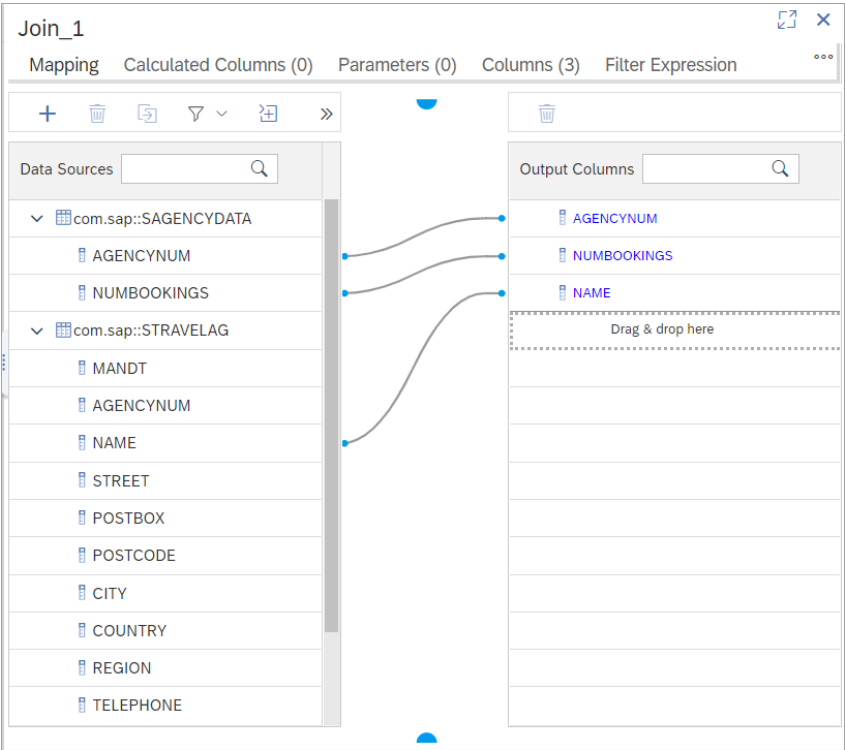 Join_1
Mapping Calculated Columns (0) Parameters (0) Columns (3) Filter Expression
Data Sources
com.sap::SAGENCYDATA
AGENCYNUM
NUMBOOKINGS
com.sap::STRAVELAG
MANDT
AGENCYNUM
NAME
STREET
POSTBOX
POSTCODE
CITY
COUNTRY
REGION
TELEPHONE
Output Columns
AGENCYNUM
NUMBOOKINGS
NAME
Drag & drop here